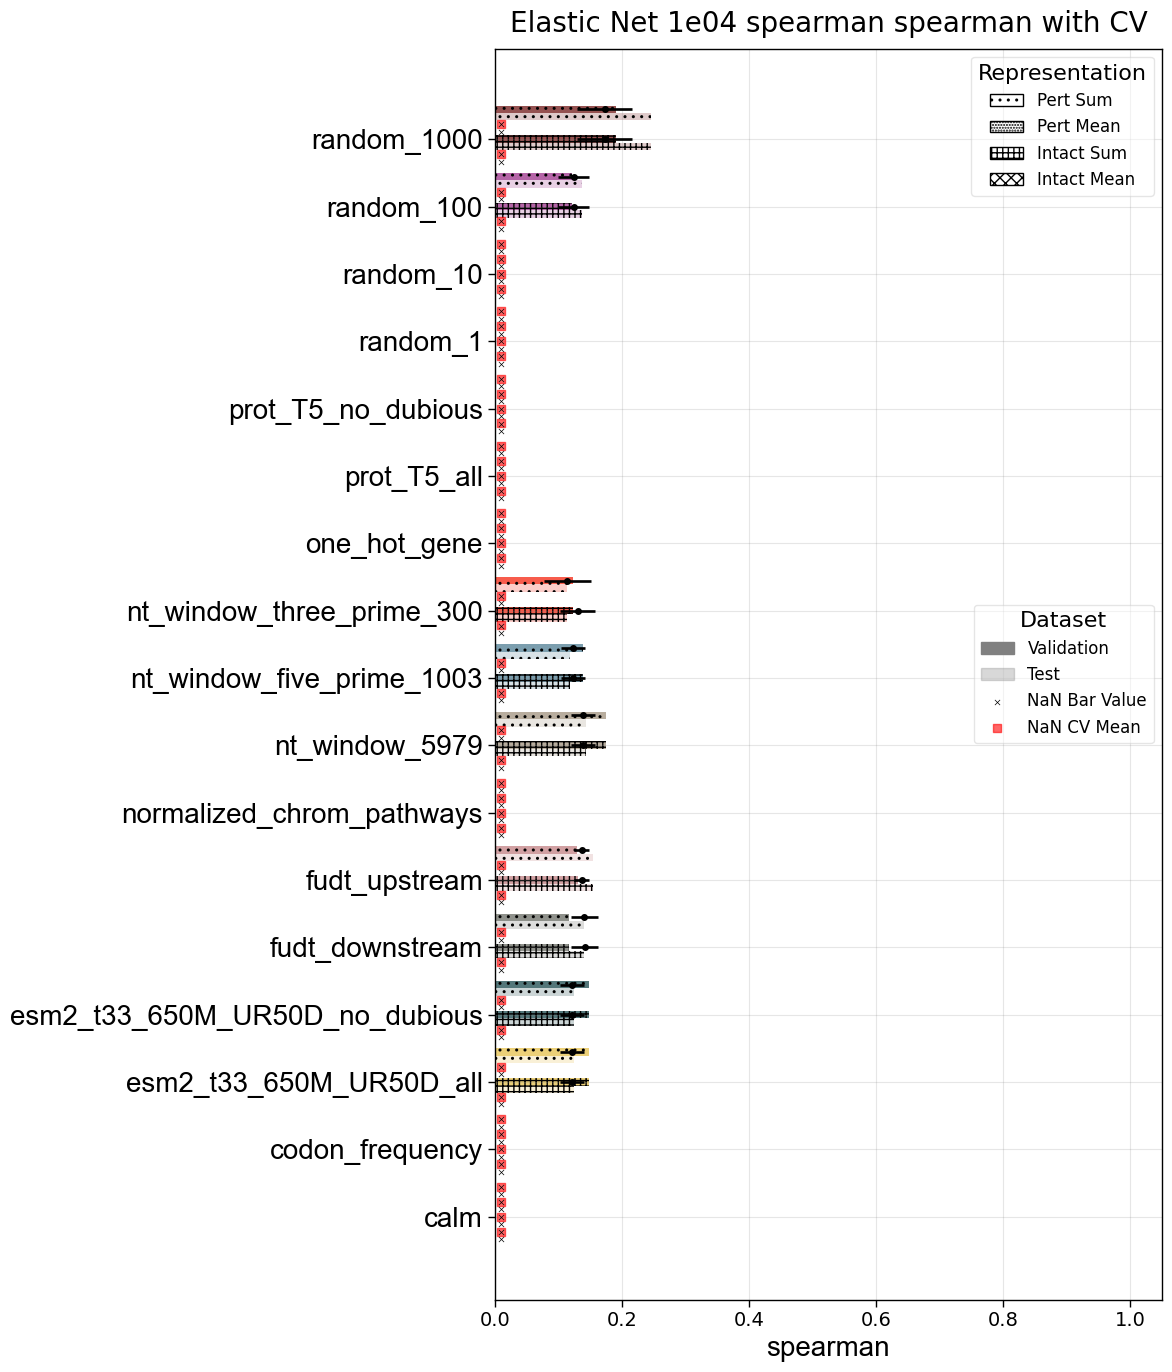 Elastic Net 1e04 spearman spearman with CV
Representation
Pert Sum
Pert Mean
Intact Sum
Intact Mean
random_1000
random_100
random_10
random_1
prot_T5_no_dubious
prot_T5_all
one_hot_gene
nt_window_three_prime_300
nt_window_five_prime_1003
nt_window_5979
normalized_chrom_pathways
fudt_upstream
fudt_downstream
esm2_t33_650M_UR50D_no_dubious
esm2_t33_650M_UR50D_all
codon_frequency
calm
Dataset
Validation
Test
NaN Bar Value
NaN CV Mean
0.0 0.2 0.4 0.6 0.8 1.0
spearman